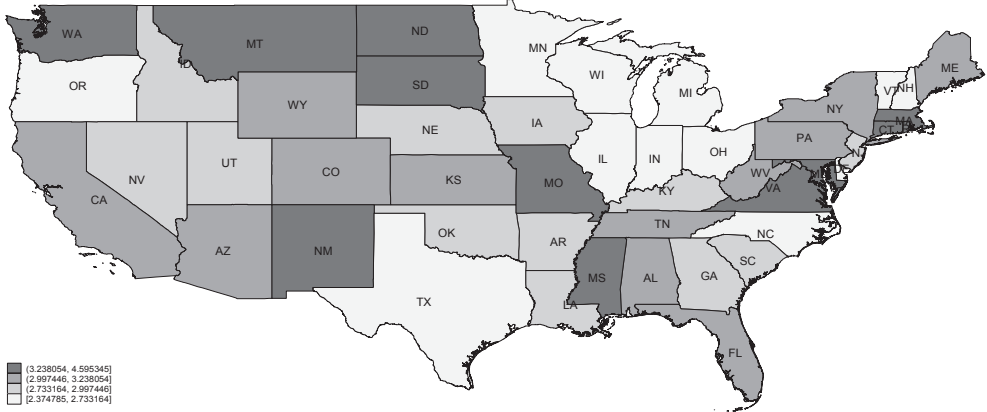 WA
MT
ND
MN
ID
OR
SD
WI
MI
ME
VT
NH
WY
NY
IA
MA
NE
CT
PA
UT
IL
IN
OH
NV
CO
KS
MO
WV
KY
VA
CA
TN
NC
OK
AZ
NM
AR
SC
MS
AL
GA
TX
LA
FL
(3.238054, 4.595345]
(2.997446, 3.238054]
(2.733164, 2.997446]
[2.374785, 2.733164]